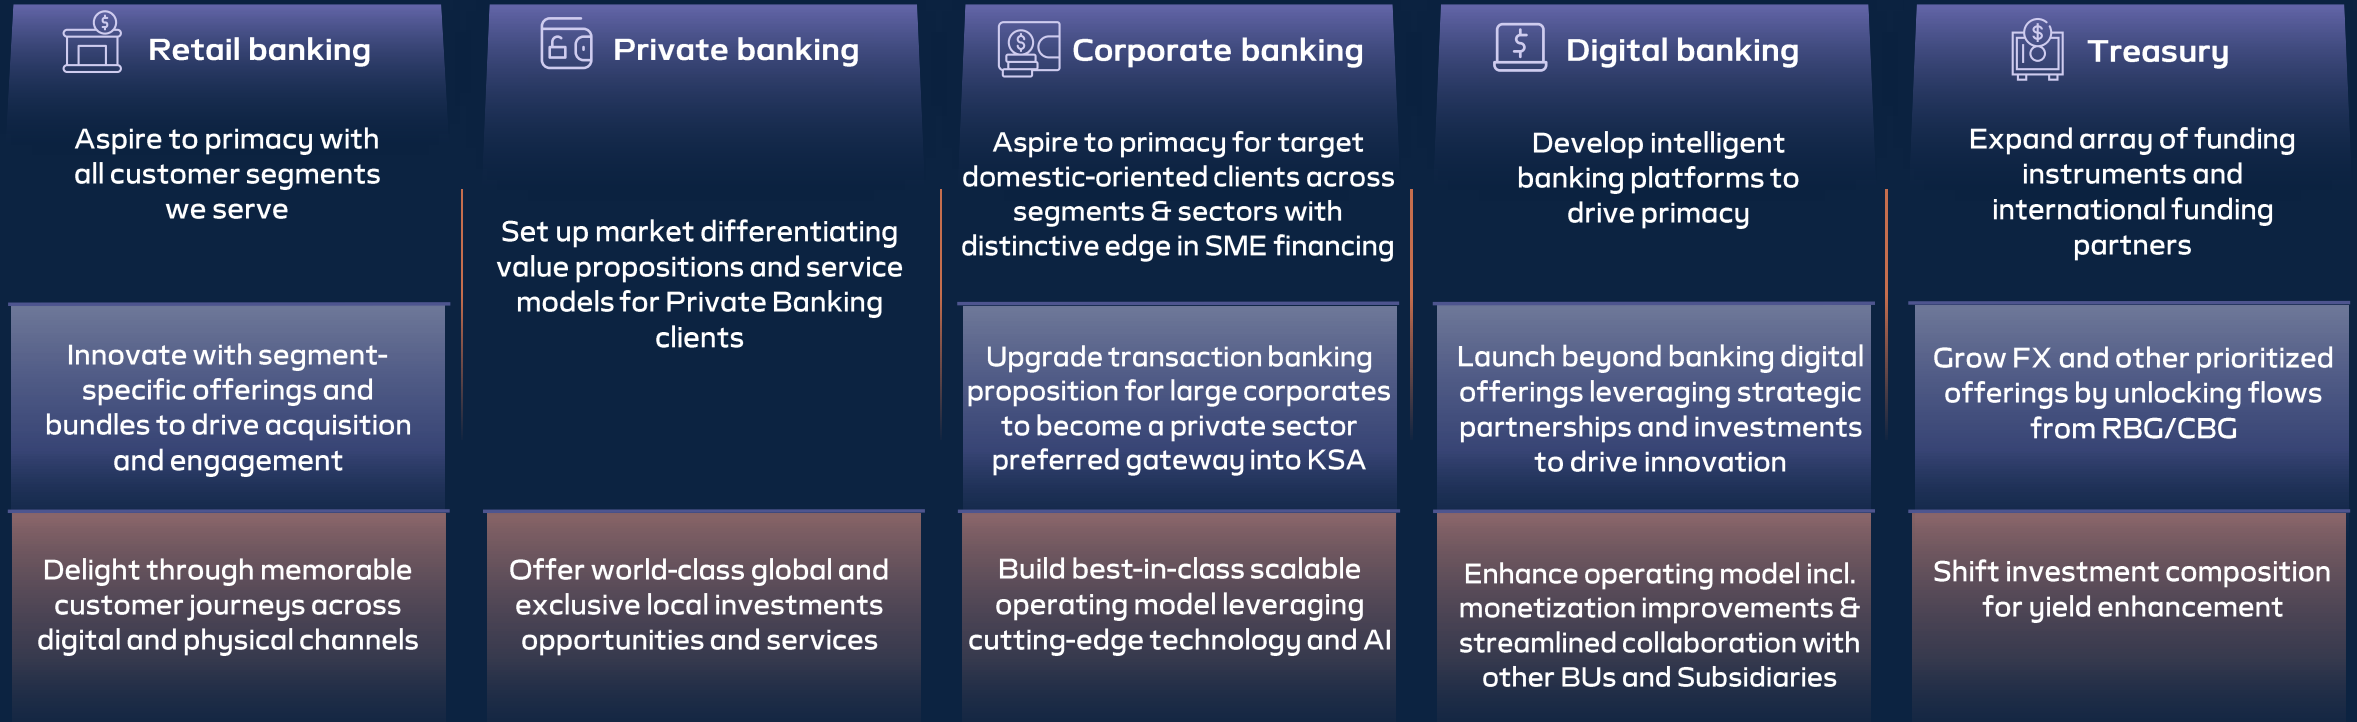 Retail banking
Aspire to primacy with
all customer segments
we serve
Innovate with segment-
specific offerings and
bundles to drive acquisition
and engagement
Delight through memorable
customer journeys across
digital and physical channels
Private banking
Set up market differentiating
value propositions and service
models for Private Banking
clients
Offer world-class global and
exclusive local investments
opportunities and services
Corporate banking
Aspire to primacy for target
domestic-oriented clients across
segments & sectors with
distinctive edge in SME financing
Upgrade transaction banking
proposition for large corporates
to become a private sector
preferred gateway into KSA
Build best-in-class scalable
operating model leveraging
cutting-edge technology and AI
Digital banking
Develop intelligent
banking platforms to
drive primacy
Launch beyond banking digital
offerings leveraging strategic
partnerships and investments
to drive innovation
Enhance operating model incl.
monetization improvements &
streamlined collaboration with
other BUs and Subsidiaries
Treasury
Expand array of funding
instruments and
international funding
partners
Grow FX and other prioritized
offerings by unlocking flows
from RBG/CBG
Shift investment composition
for yield enhancement